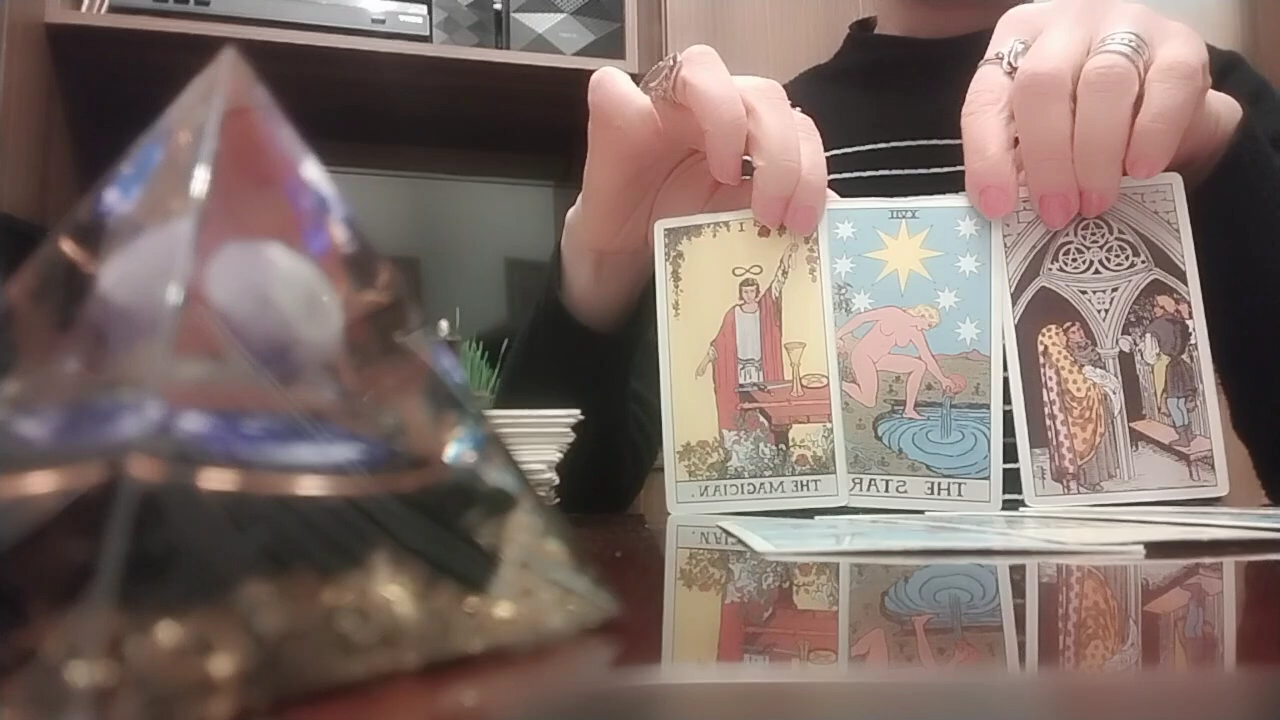 I
XVII
THE MAGICIAN.
THE STAR